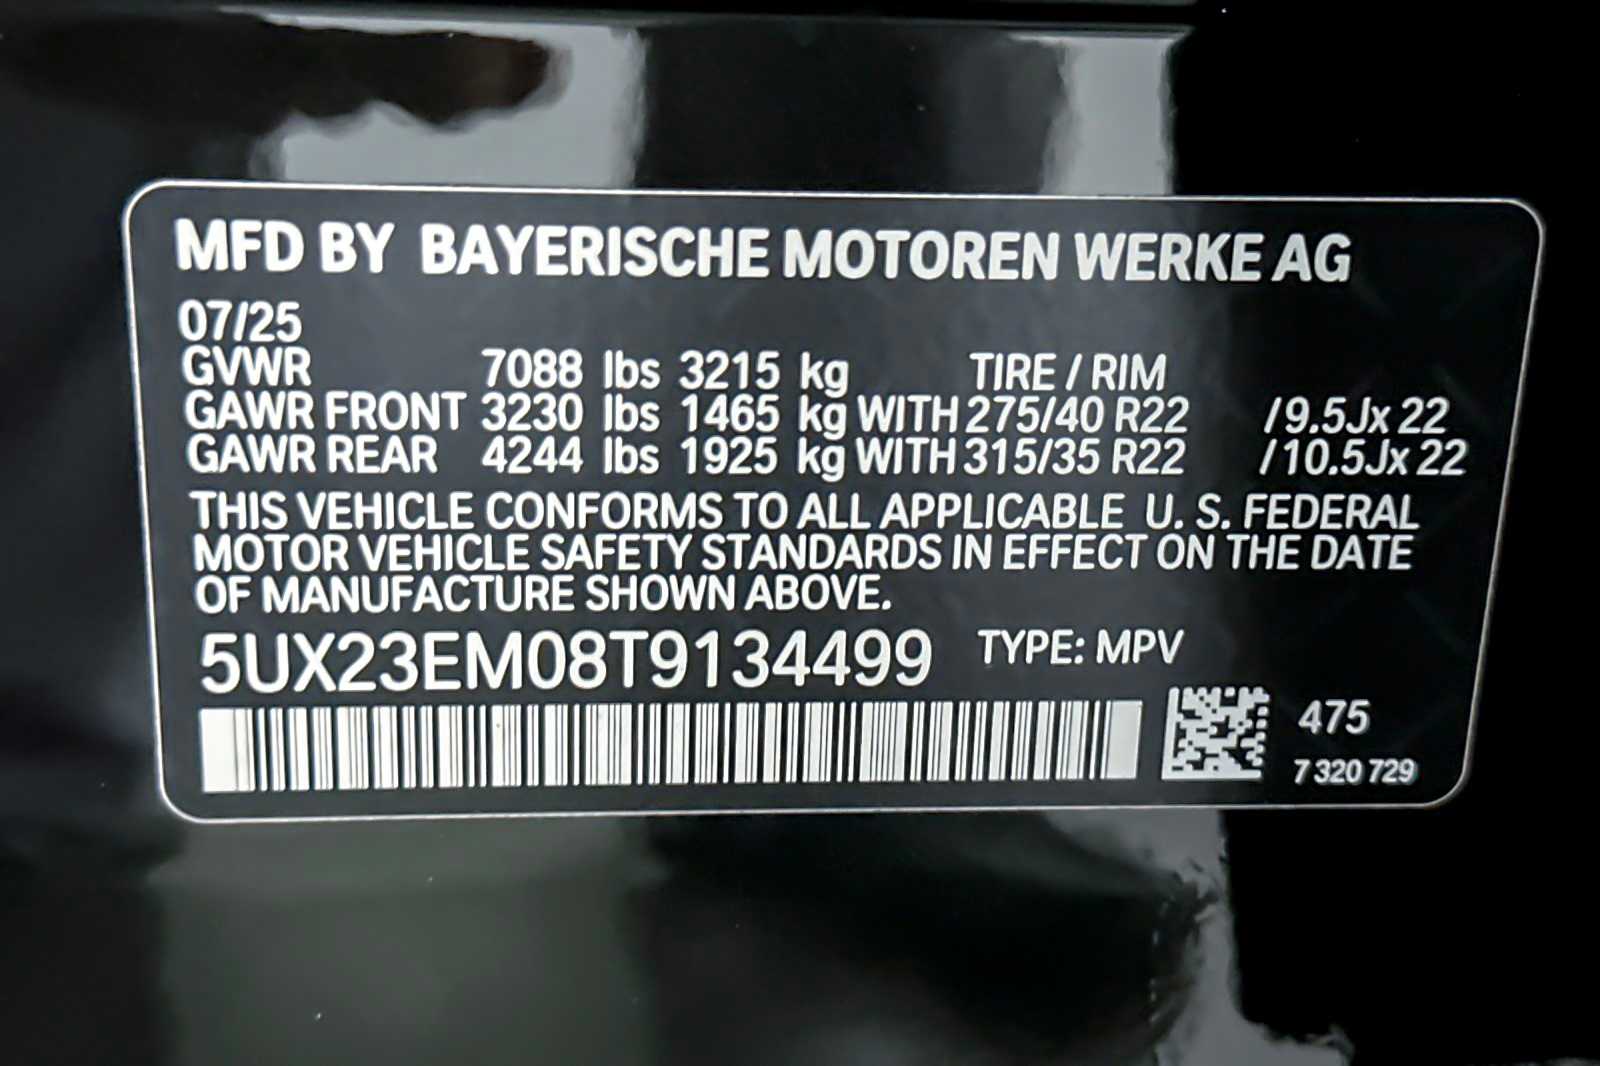 MFD BY BAYERISCHE MOTOREN WERKE AG
07/25
GVWR 7088 lbs 3215 kg TIRE / RIM
GAWR FRONT 3230 lbs 1465 kg WITH 275/40 R22 /9.5Jx 22
GAWR REAR 4244 lbs 1925 kg WITH 315/35 R22 /10.5Jx 22
THIS VEHICLE CONFORMS TO ALL APPLICABLE U. S. FEDERAL
MOTOR VEHICLE SAFETY STANDARDS IN EFFECT ON THE DATE
OF MANUFACTURE SHOWN ABOVE.
5UX23EM08T9134499 TYPE: MPV
475
7 320 729